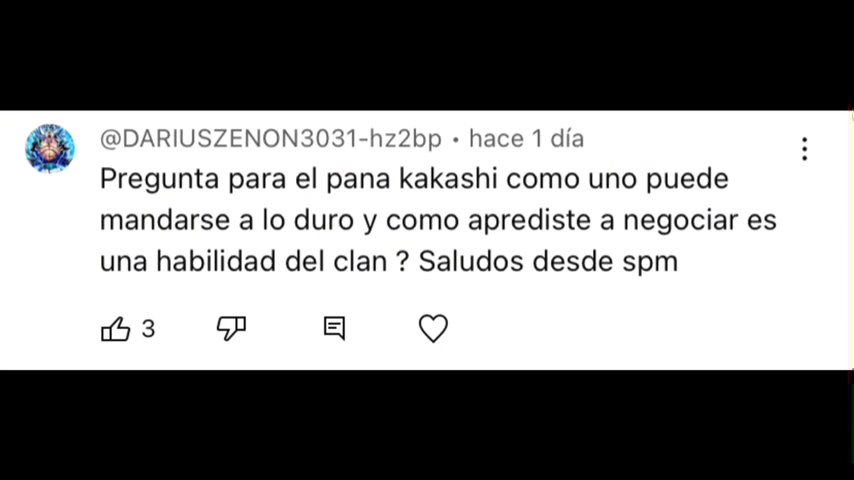 @DARIUSZENON3031-hz2bp • hace 1 día
Pregunta para el pana kakashi como uno puede
mandarse a lo duro y como aprediste a negociar es
una habilidad del clan ? Saludos desde spm
3